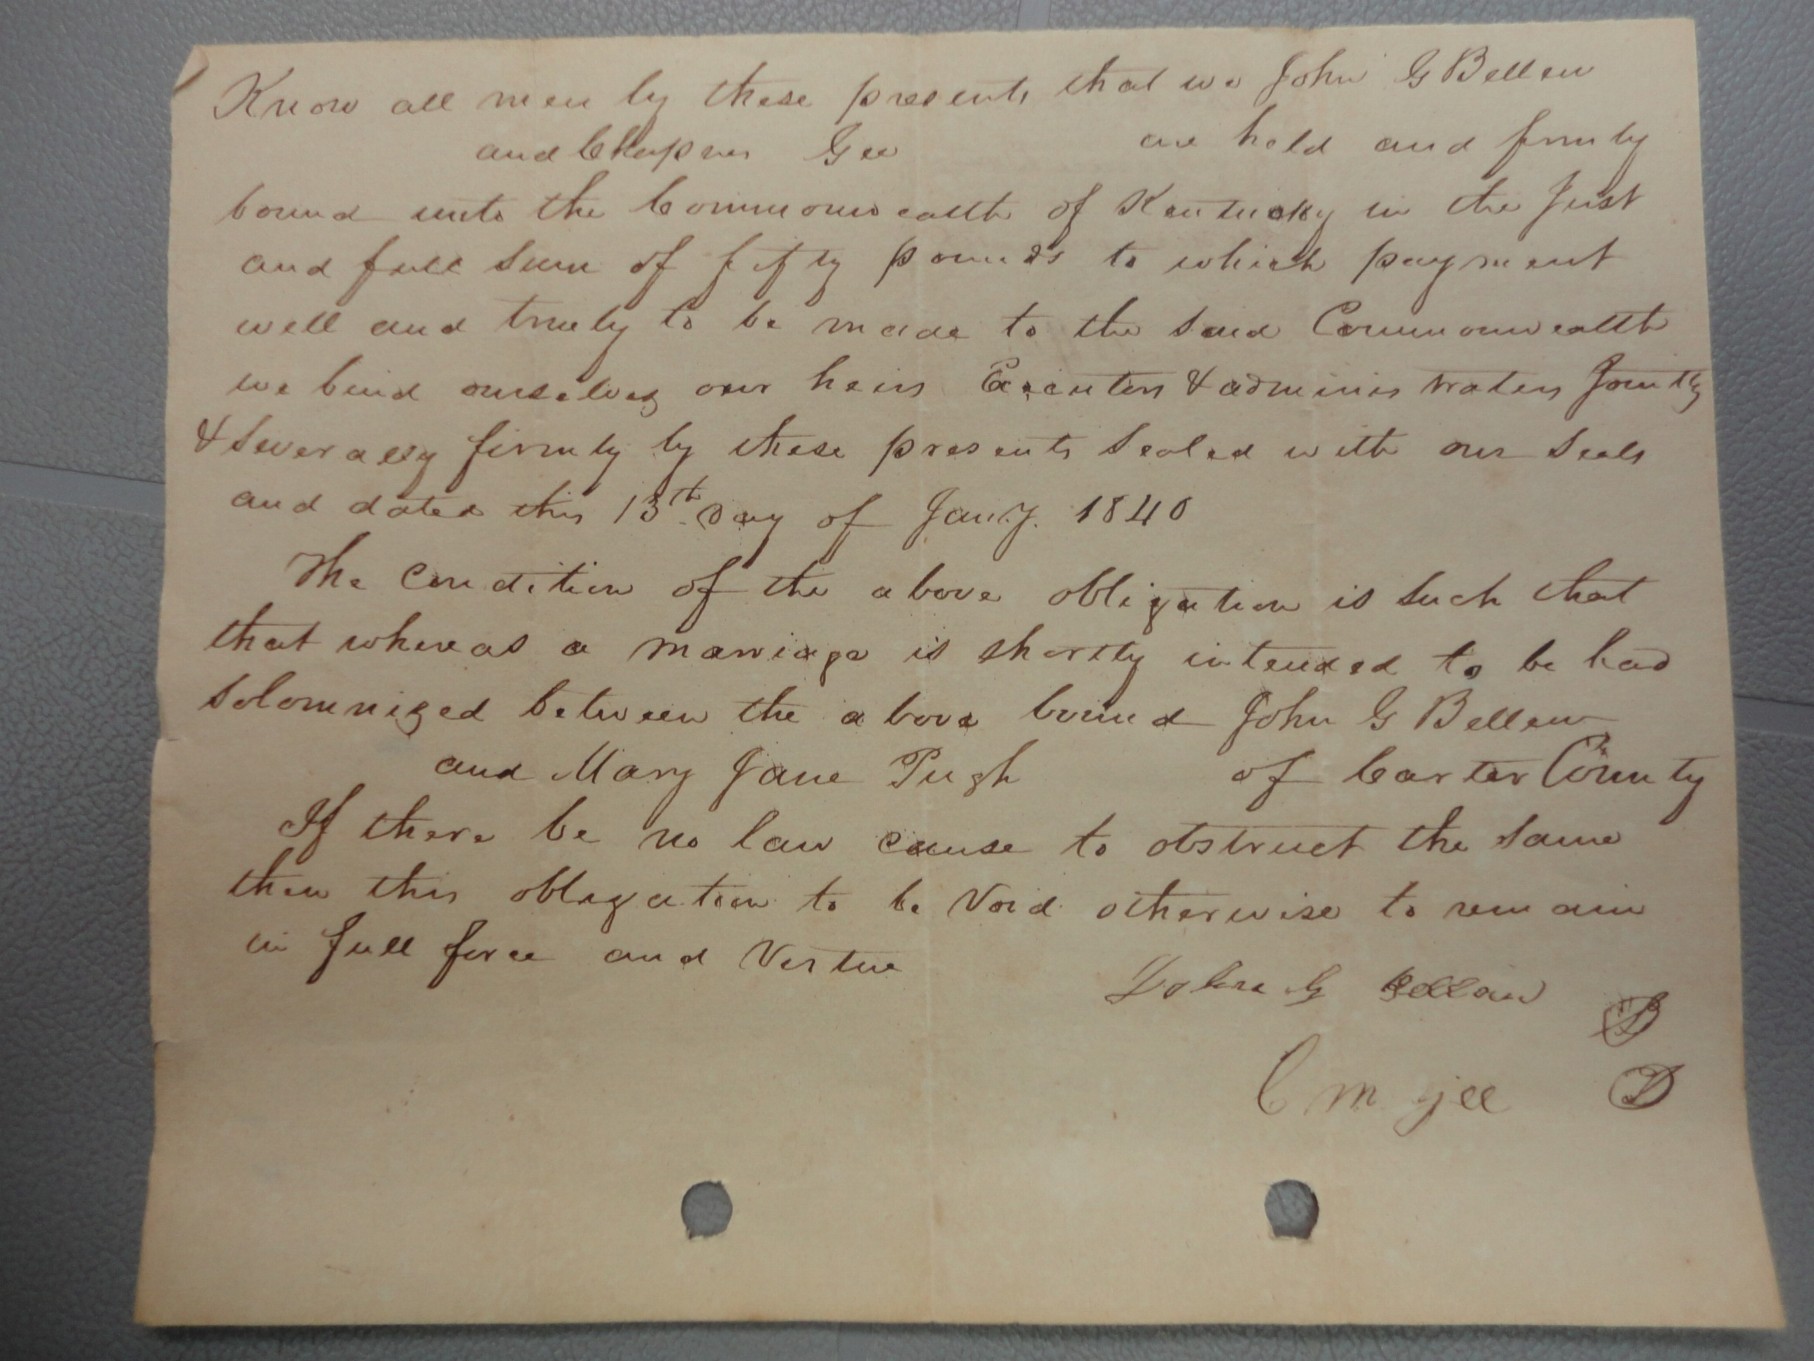 Know all men by these presents that we John G Bellew
and Gee are held and firmly
bound unto the Commonwealth of Kentucky in the Just
and full Sum of fifty pounds to which payment
well and truely to be made to the Said Commonwealth
we bind ourselves our heirs Executors & administrators Jointly
& Severally firmly by these presents Sealed with our Seals
and dated this 13th Day of Jany. 1840
The Condition of the above obligation is Such that
that whereas a marriage is shortly intended to be had
Solomnized between the above bound John G Bellew
and Mary Jane Pugh of Carter County
If there be no law cause to obstruct the Same
then this obligation to be Void otherwise to remain
in full force and Vertue
John G Bellew
C M Gee